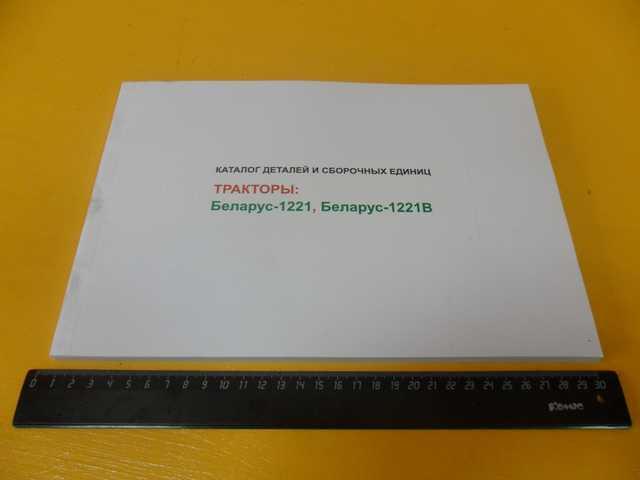 КАТАЛОГ ДЕТАЛЕЙ И СБОРОЧНЫХ ЕДИНИЦ
ТРАКТОРЫ:
Беларус-1221, Беларус-1221В
0 1 2 3 4 5 6 7 8 9 10 11 12 13 14 15 16 17 18 19 20 21 22 23 24 25 26 27 28 29 30